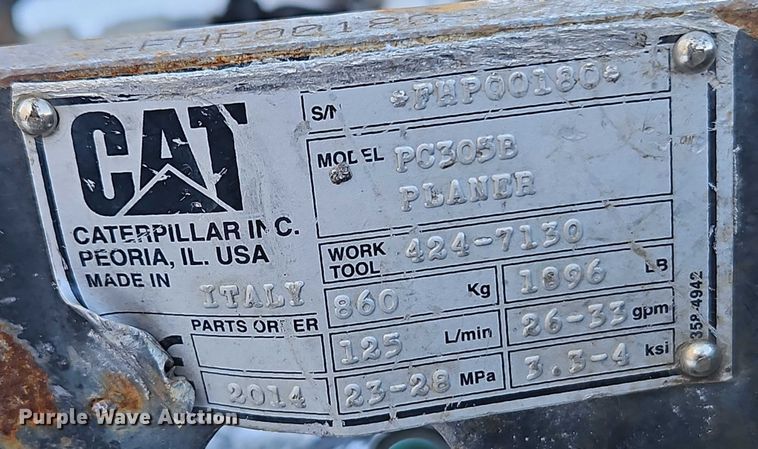 FHP00180
S/N *FHP00180*
CAT
MODEL PC305B
PLANER
CATERPILLAR INC.
PEORIA, IL. USA
MADE IN ITALY
WORK TOOL 424-7130
860 Kg 1896 LB
PARTS ORDER
125 L/min 26-33 gpm
2014 23-28 MPa 3.3-4 ksi
358-4942
Purple Wave Auction